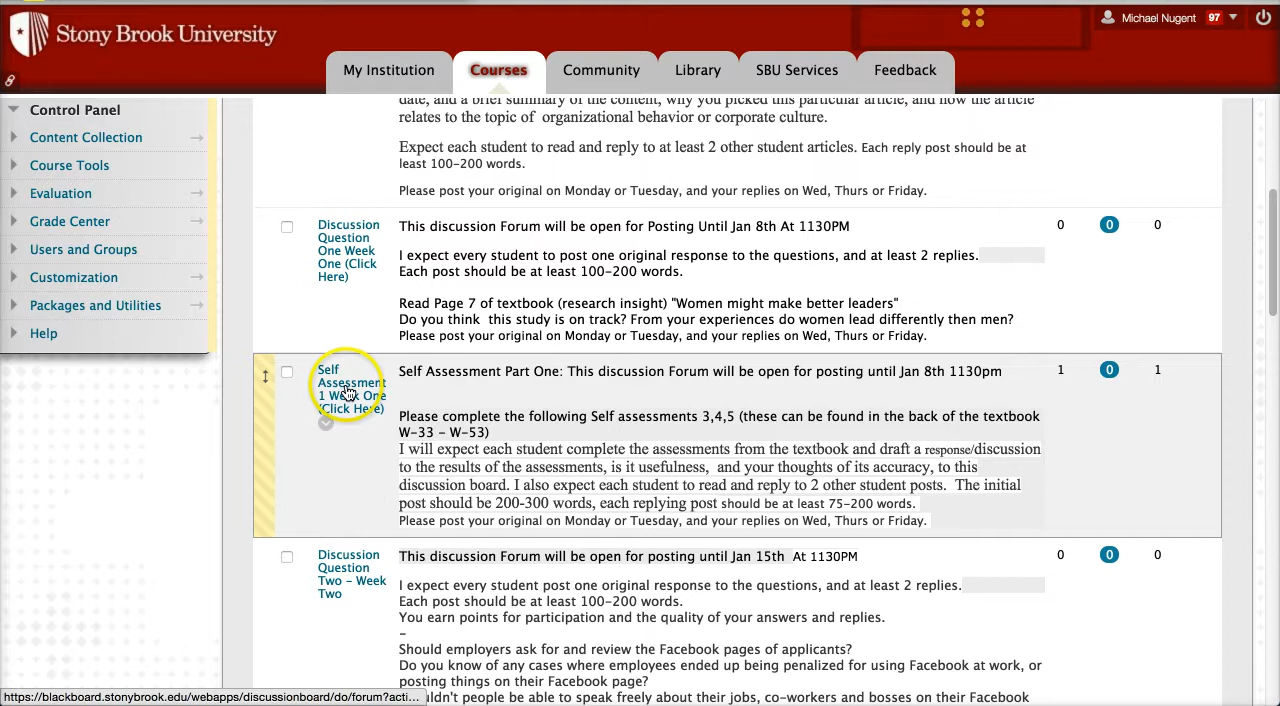 Stony Brook University
Michael Nugent 97
My Institution
Courses
Community
Library
SBU Services
Feedback
Control Panel
Content Collection
Course Tools
Evaluation
Grade Center
Users and Groups
Customization
Packages and Utilities
Help
date, and a brief summary of the content, why you picked this particular article, and how the article
relates to the topic of organizational behavior or corporate culture.
Expect each student to read and reply to at least 2 other student articles. Each reply post should be at
least 100-200 words.
Please post your original on Monday or Tuesday, and your replies on Wed, Thurs or Friday.
Discussion
Question
One Week
One (Click
Here)
This discussion Forum will be open for Posting Until Jan 8th At 1130PM
0 0 0
I expect every student to post one original response to the questions, and at least 2 replies.
Each post should be at least 100-200 words.
Read Page 7 of textbook (research insight) "Women might make better leaders"
Do you think this study is on track? From your experiences do women lead differently then men?
Please post your original on Monday or Tuesday, and your replies on Wed, Thurs or Friday.
Self
Assessment
1 Week One
(Click Here)
Self Assessment Part One: This discussion Forum will be open for posting until Jan 8th 1130pm
1 0 1
Please complete the following Self assessments 3,4,5 (these can be found in the back of the textbook
W-33 - W-53)
I will expect each student complete the assessments from the textbook and draft a response/discussion
to the results of the assessments, is it usefulness, and your thoughts of its accuracy, to this
discussion board. I also expect each student to read and reply to 2 other student posts. The initial
post should be 200-300 words, each replying post should be at least 75-200 words.
Please post your original on Monday or Tuesday, and your replies on Wed, Thurs or Friday.
Discussion
Question
Two - Week
Two
This discussion Forum will be open for posting until Jan 15th At 1130PM
0 0 0
I expect every student post one original response to the questions, and at least 2 replies.
Each post should be at least 100-200 words.
You earn points for participation and the quality of your answers and replies.
-
Should employers ask for and review the Facebook pages of applicants?
Do you know of any cases where employees ended up being penalized for using Facebook at work, or
posting things on their Facebook page?
uldn't people be able to speak freely about their jobs, co-workers and bosses on their Facebook
https://blackboard.stonybrook.edu/webapps/discussionboard/do/forum?acti...